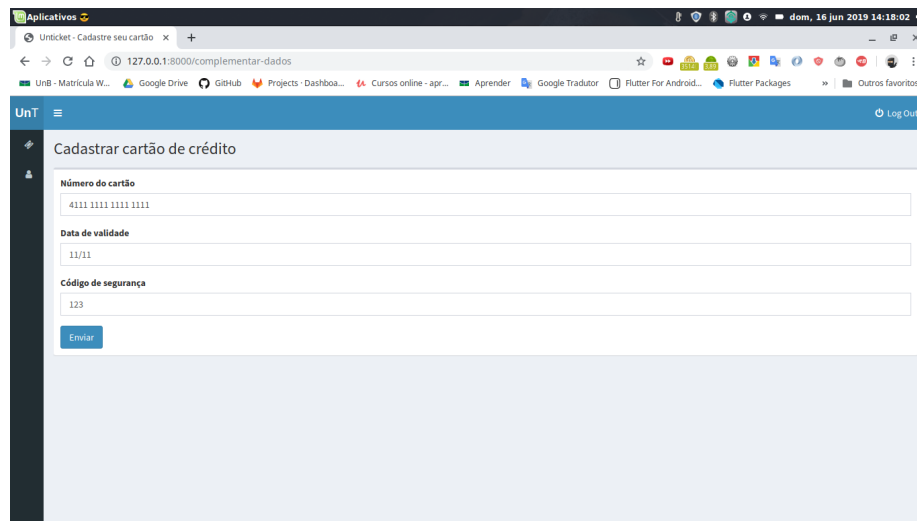 Aplicativos
dom, 16 jun 2019 14:18:02
Unticket - Cadastre seu cartão
127.0.0.1:8000/complementar-dados
UnB - Matrícula W... Google Drive GitHub Projects · Dashboa... Cursos online - apr... Aprender Google Tradutor Flutter For Android... Flutter Packages » Outros favoritos
UnT Log Out
Cadastrar cartão de crédito
Número do cartão
4111 1111 1111 1111
Data de validade
11/11
Código de segurança
123
Enviar